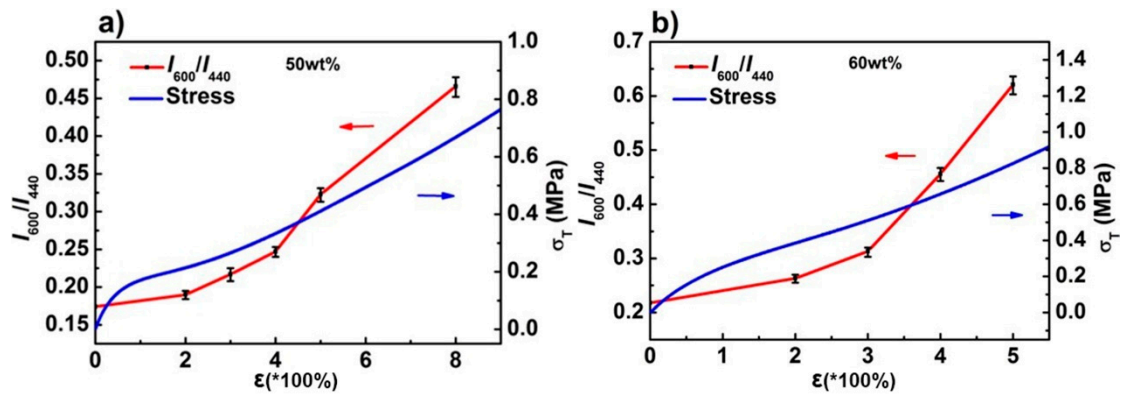 a)
50wt%
I600/I440
Stress
0.50
0.45
0.40
0.35
0.30
0.25
0.20
0.15
I600/I440
0 2 4 6 8
ε(*100%)
1.0
0.8
0.6
0.4
0.2
0.0
σT (MPa)
b)
60wt%
I600/I440
Stress
0.7
0.6
0.5
0.4
0.3
0.2
I600/I440
0 1 2 3 4 5
ε(*100%)
1.4
1.2
1.0
0.8
0.6
0.4
0.2
0.0
σT (MPa)